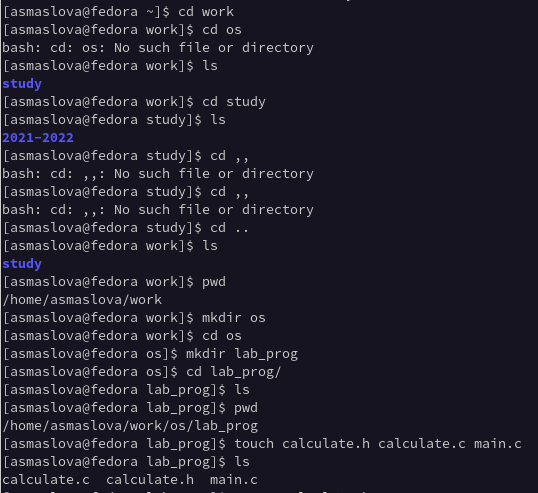 [asmaslova@fedora ~]$ cd work
[asmaslova@fedora work]$ cd os
bash: cd: os: No such file or directory
[asmaslova@fedora work]$ ls
study
[asmaslova@fedora work]$ cd study
[asmaslova@fedora study]$ ls
2021-2022
[asmaslova@fedora study]$ cd ,,
bash: cd: ,,: No such file or directory
[asmaslova@fedora study]$ cd ,,
bash: cd: ,,: No such file or directory
[asmaslova@fedora study]$ cd ..
[asmaslova@fedora work]$ ls
study
[asmaslova@fedora work]$ pwd
/home/asmaslova/work
[asmaslova@fedora work]$ mkdir os
[asmaslova@fedora work]$ cd os
[asmaslova@fedora os]$ mkdir lab_prog
[asmaslova@fedora os]$ cd lab_prog/
[asmaslova@fedora lab_prog]$ ls
[asmaslova@fedora lab_prog]$ pwd
/home/asmaslova/work/os/lab_prog
[asmaslova@fedora lab_prog]$ touch calculate.h calculate.c main.c
[asmaslova@fedora lab_prog]$ ls
calculate.c  calculate.h  main.c